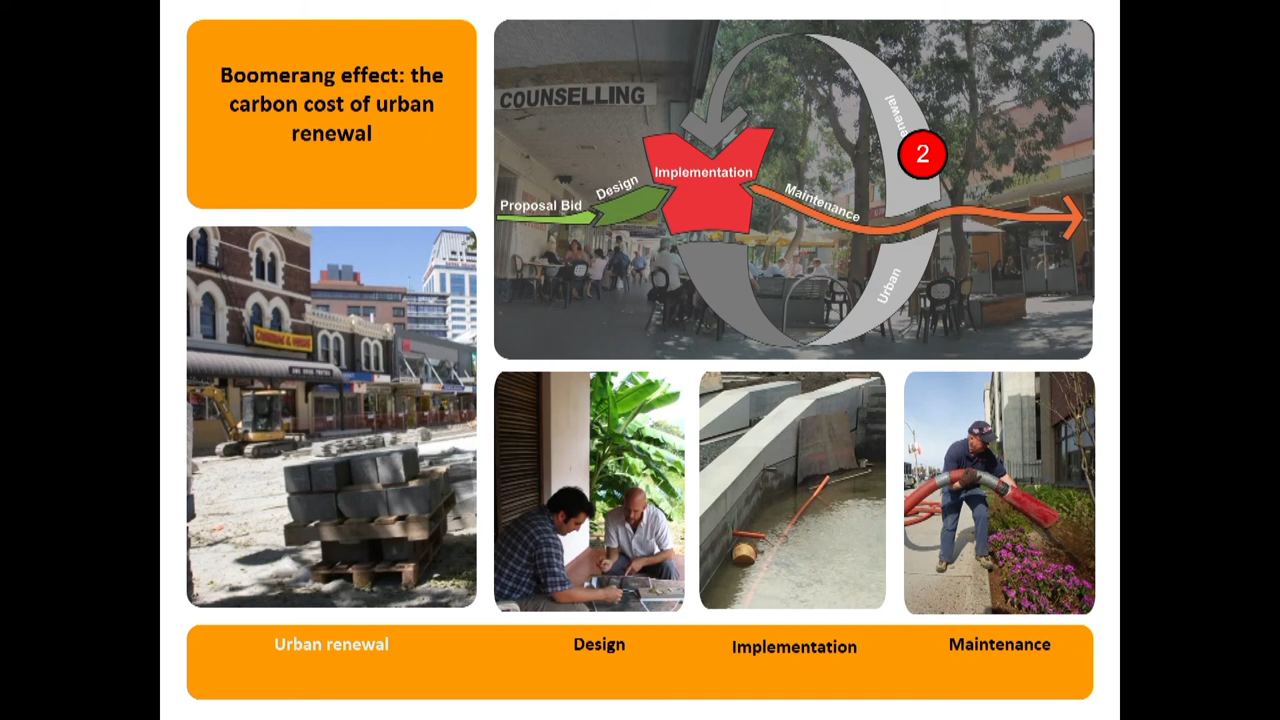 Boomerang effect: the
carbon cost of urban
renewal
COUNSELLING
Renewal
2
Proposal Bid
Design
Implementation
Maintenance
Urban
Urban renewal
Design
Implementation
Maintenance